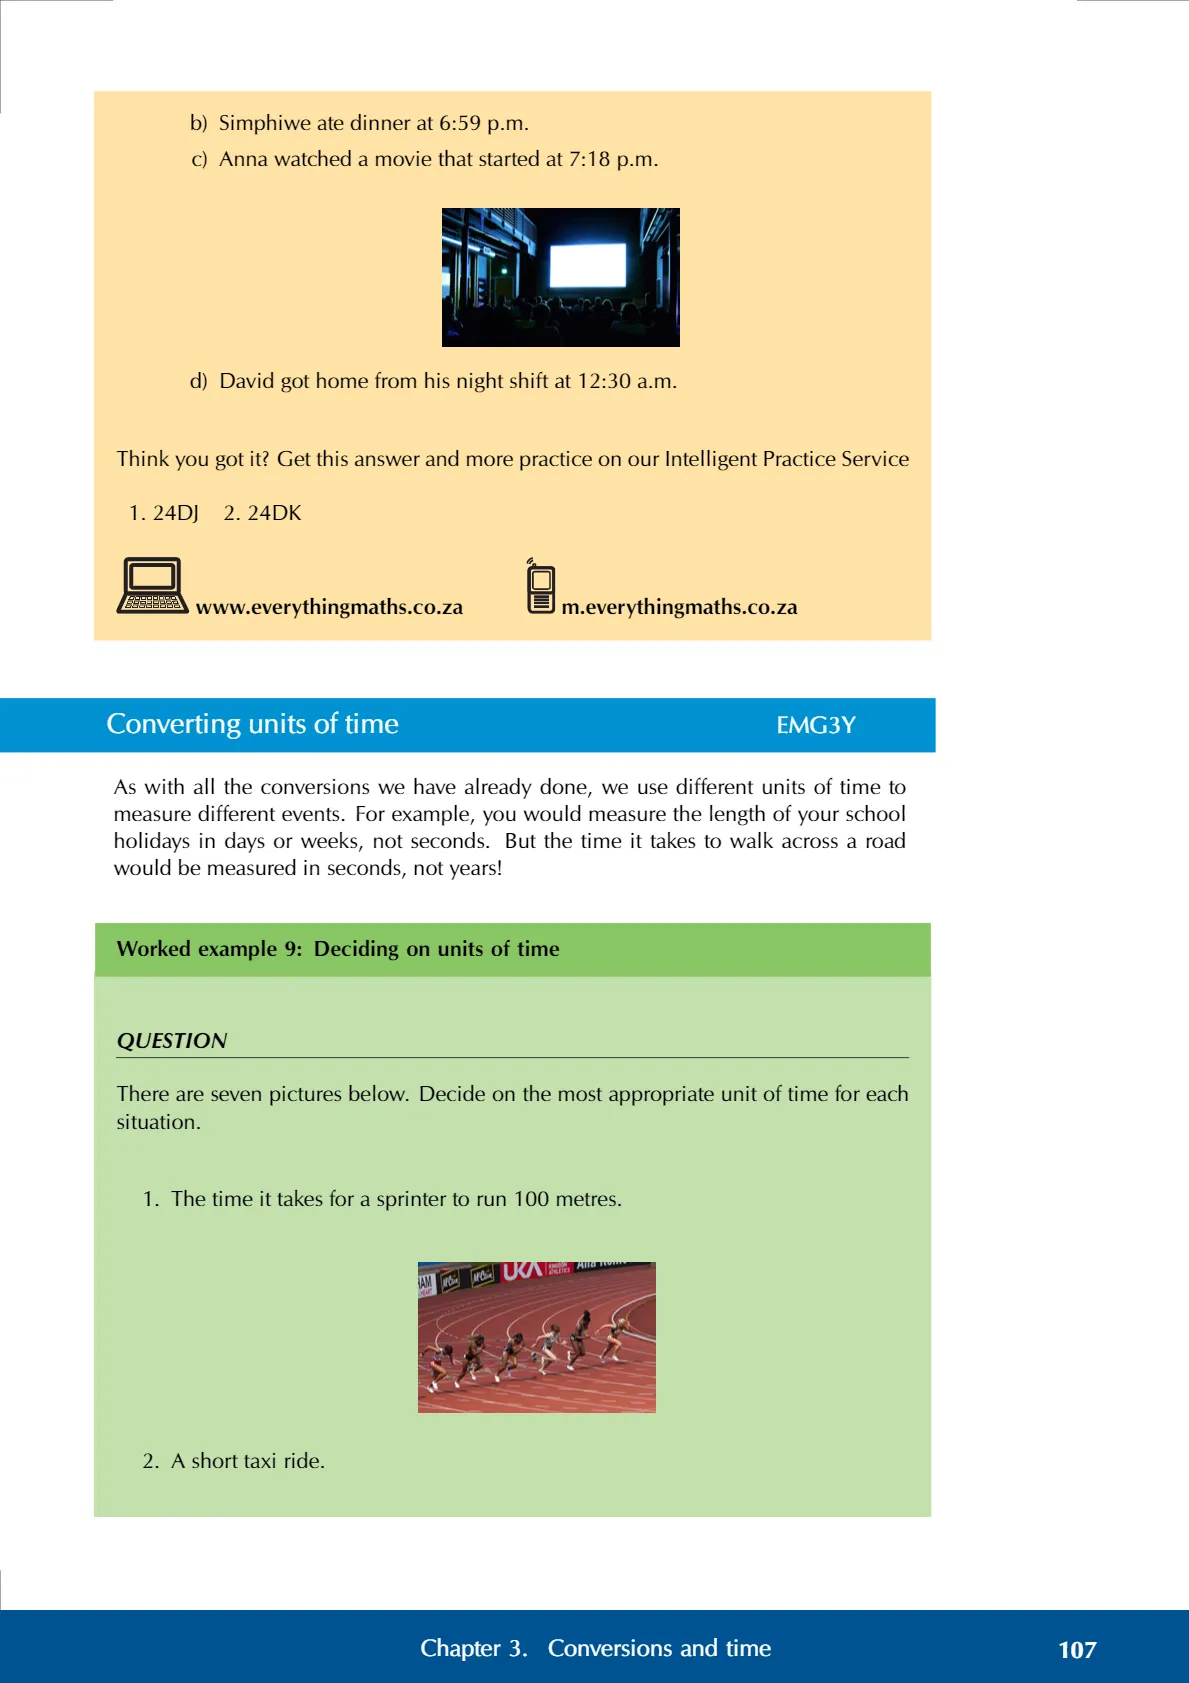 b) Simphiwe ate dinner at 6:59 p.m.
c) Anna watched a movie that started at 7:18 p.m.
d) David got home from his night shift at 12:30 a.m.
Think you got it? Get this answer and more practice on our Intelligent Practice Service
1. 24DJ 2. 24DK
www.everythingmaths.co.za m.everythingmaths.co.za
Converting units of time EMG3Y
As with all the conversions we have already done, we use different units of time to
measure different events. For example, you would measure the length of your school
holidays in days or weeks, not seconds. But the time it takes to walk across a road
would be measured in seconds, not years!
Worked example 9: Deciding on units of time
QUESTION
There are seven pictures below. Decide on the most appropriate unit of time for each
situation.
1. The time it takes for a sprinter to run 100 metres.
UKA
2. A short taxi ride.
Chapter 3. Conversions and time 107